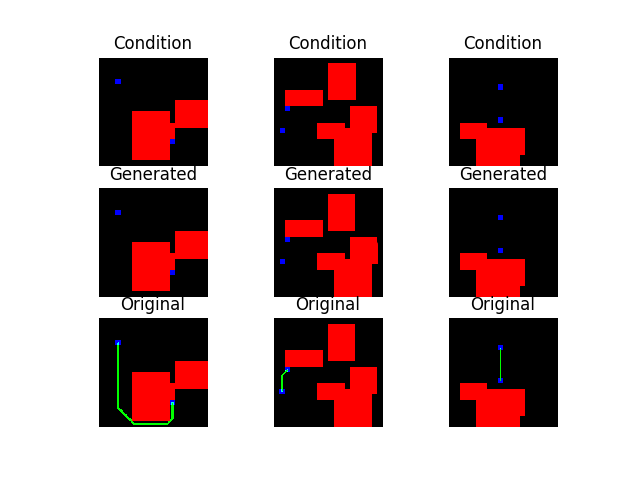 Condition Condition Condition
Generated Generated Generated
Original Original Original